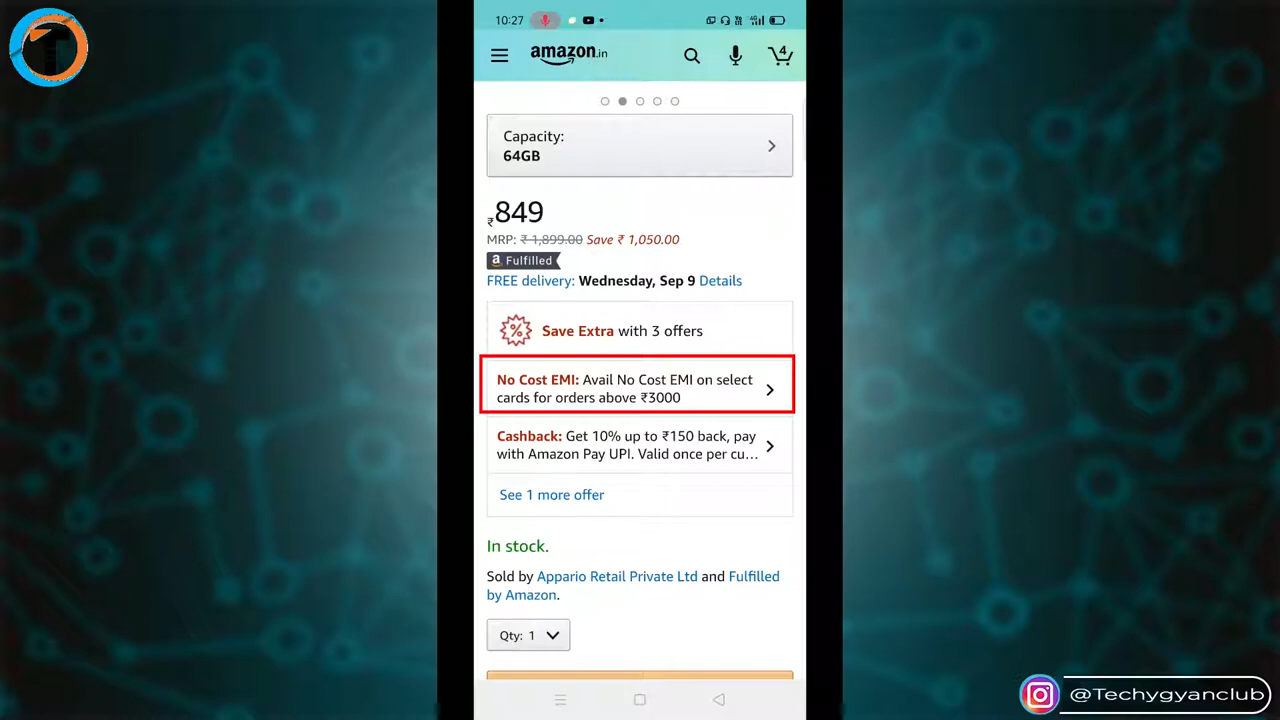 10:27
4G
amazon.in
4
Capacity:
64GB
₹849
MRP: ₹ 1,899.00 Save ₹ 1,050.00
a Fulfilled
FREE delivery: Wednesday, Sep 9 Details
% Save Extra with 3 offers
No Cost EMI: Avail No Cost EMI on select
cards for orders above ₹3000
Cashback: Get 10% up to ₹150 back, pay
with Amazon Pay UPI. Valid once per cu...
See 1 more offer
In stock.
Sold by Appario Retail Private Ltd and Fulfilled
by Amazon.
Qty: 1
@Techygyanclub